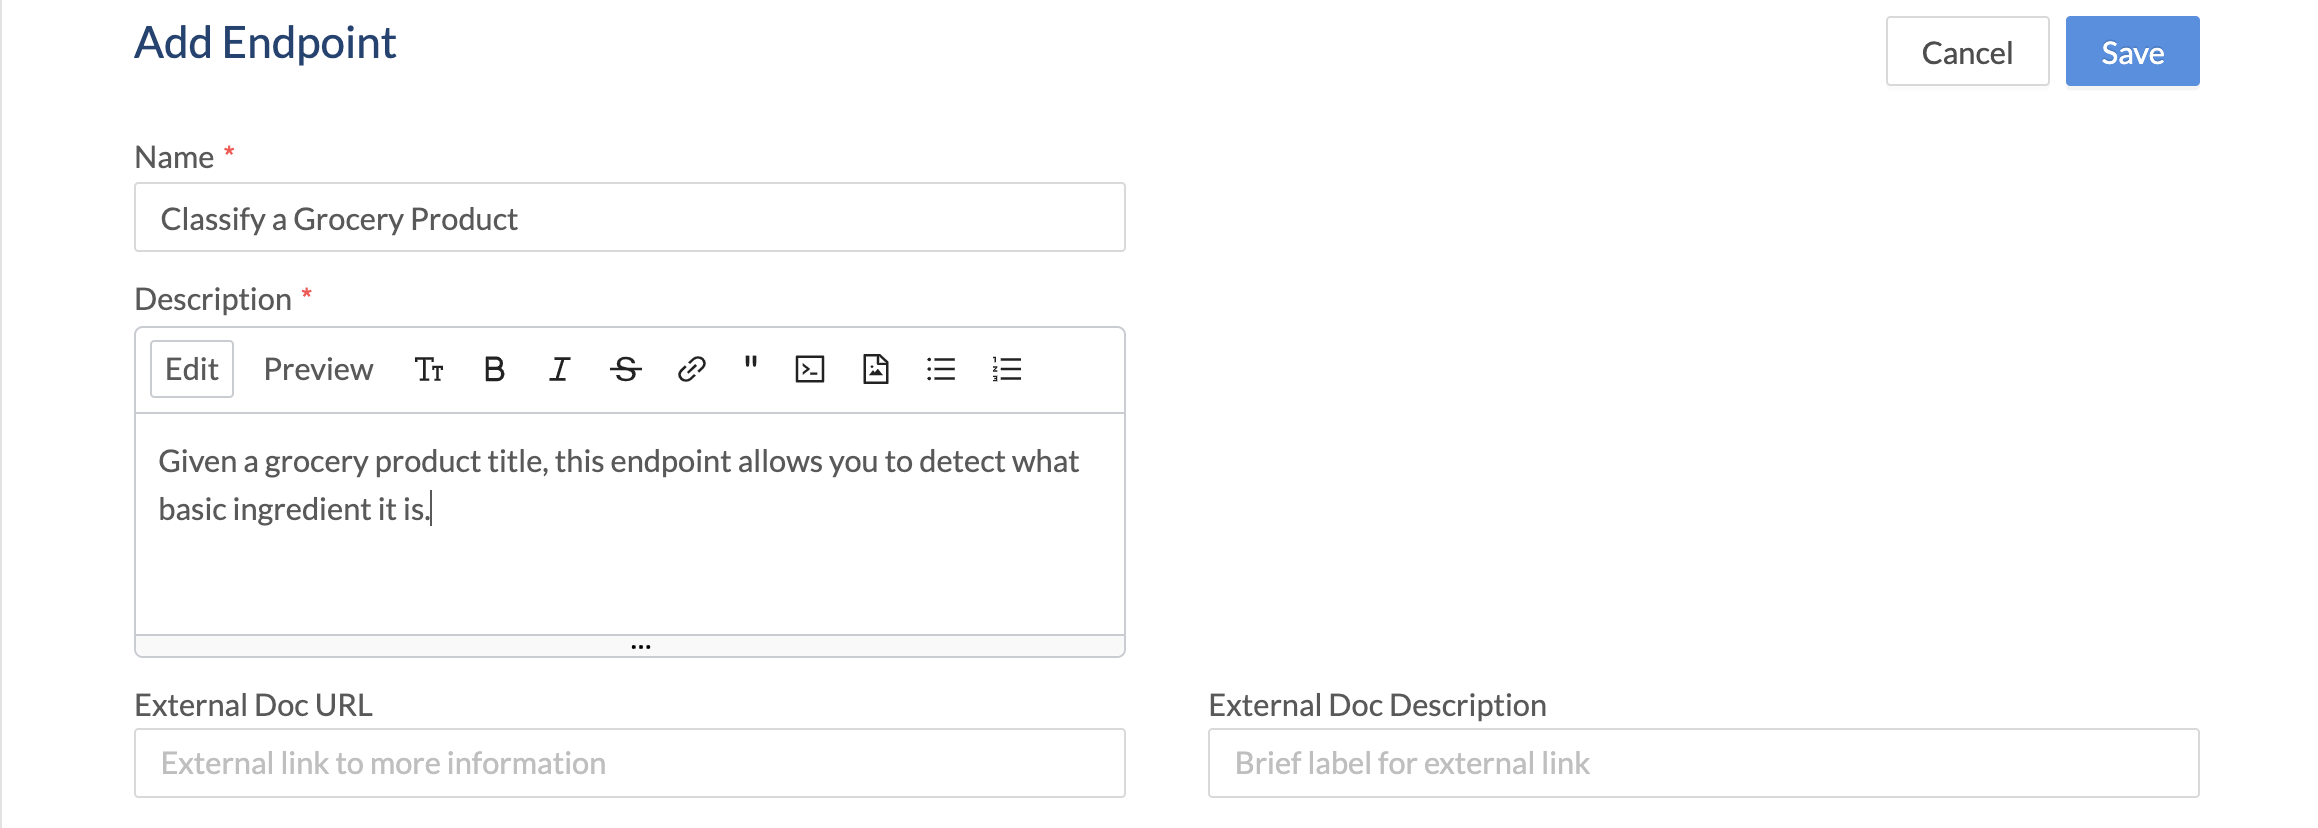 Add Endpoint
Cancel
Save
Name *
Classify a Grocery Product
Description *
Edit Preview
Given a grocery product title, this endpoint allows you to detect what
basic ingredient it is.
External Doc URL
External Doc Description
External link to more information
Brief label for external link